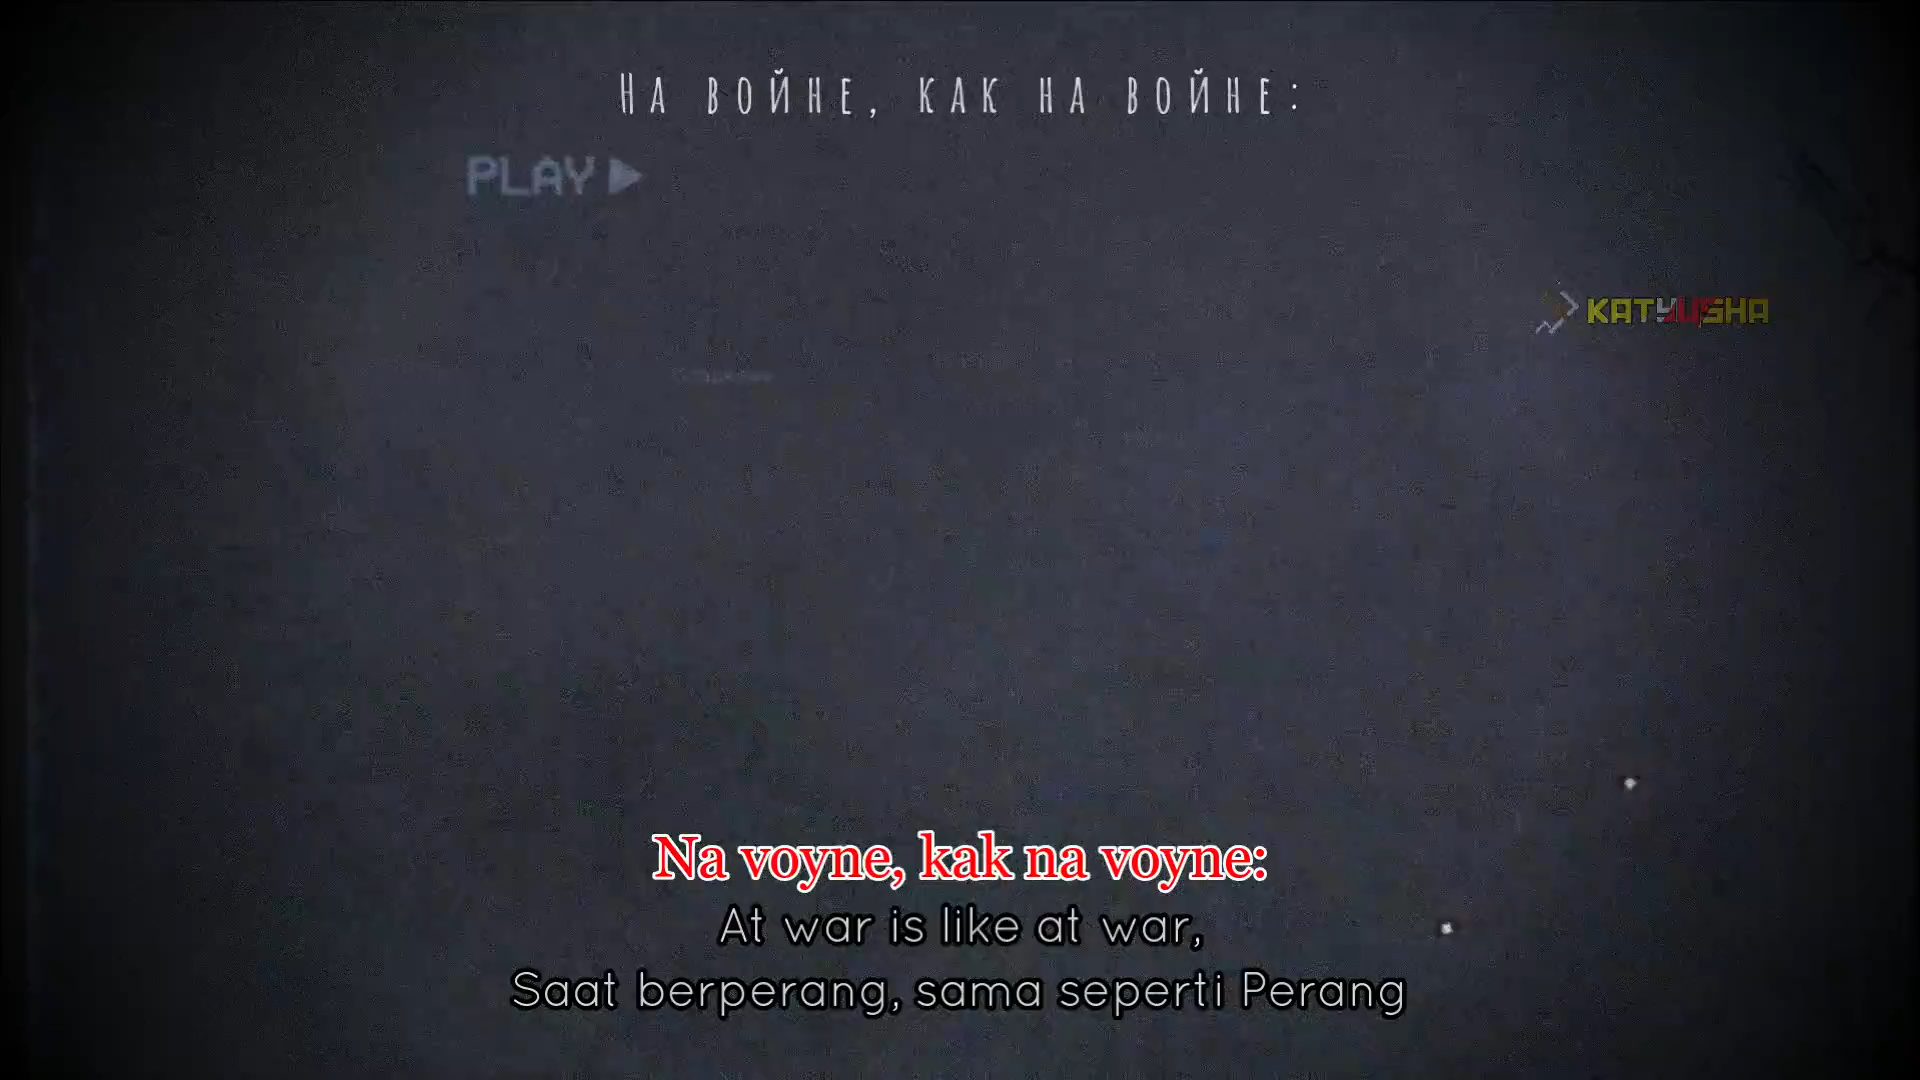 На войне, как на войне:
PLAY
KATYUSHA
Na voyne, kak na voyne:
At war is like at war,
Saat berperang, sama seperti Perang